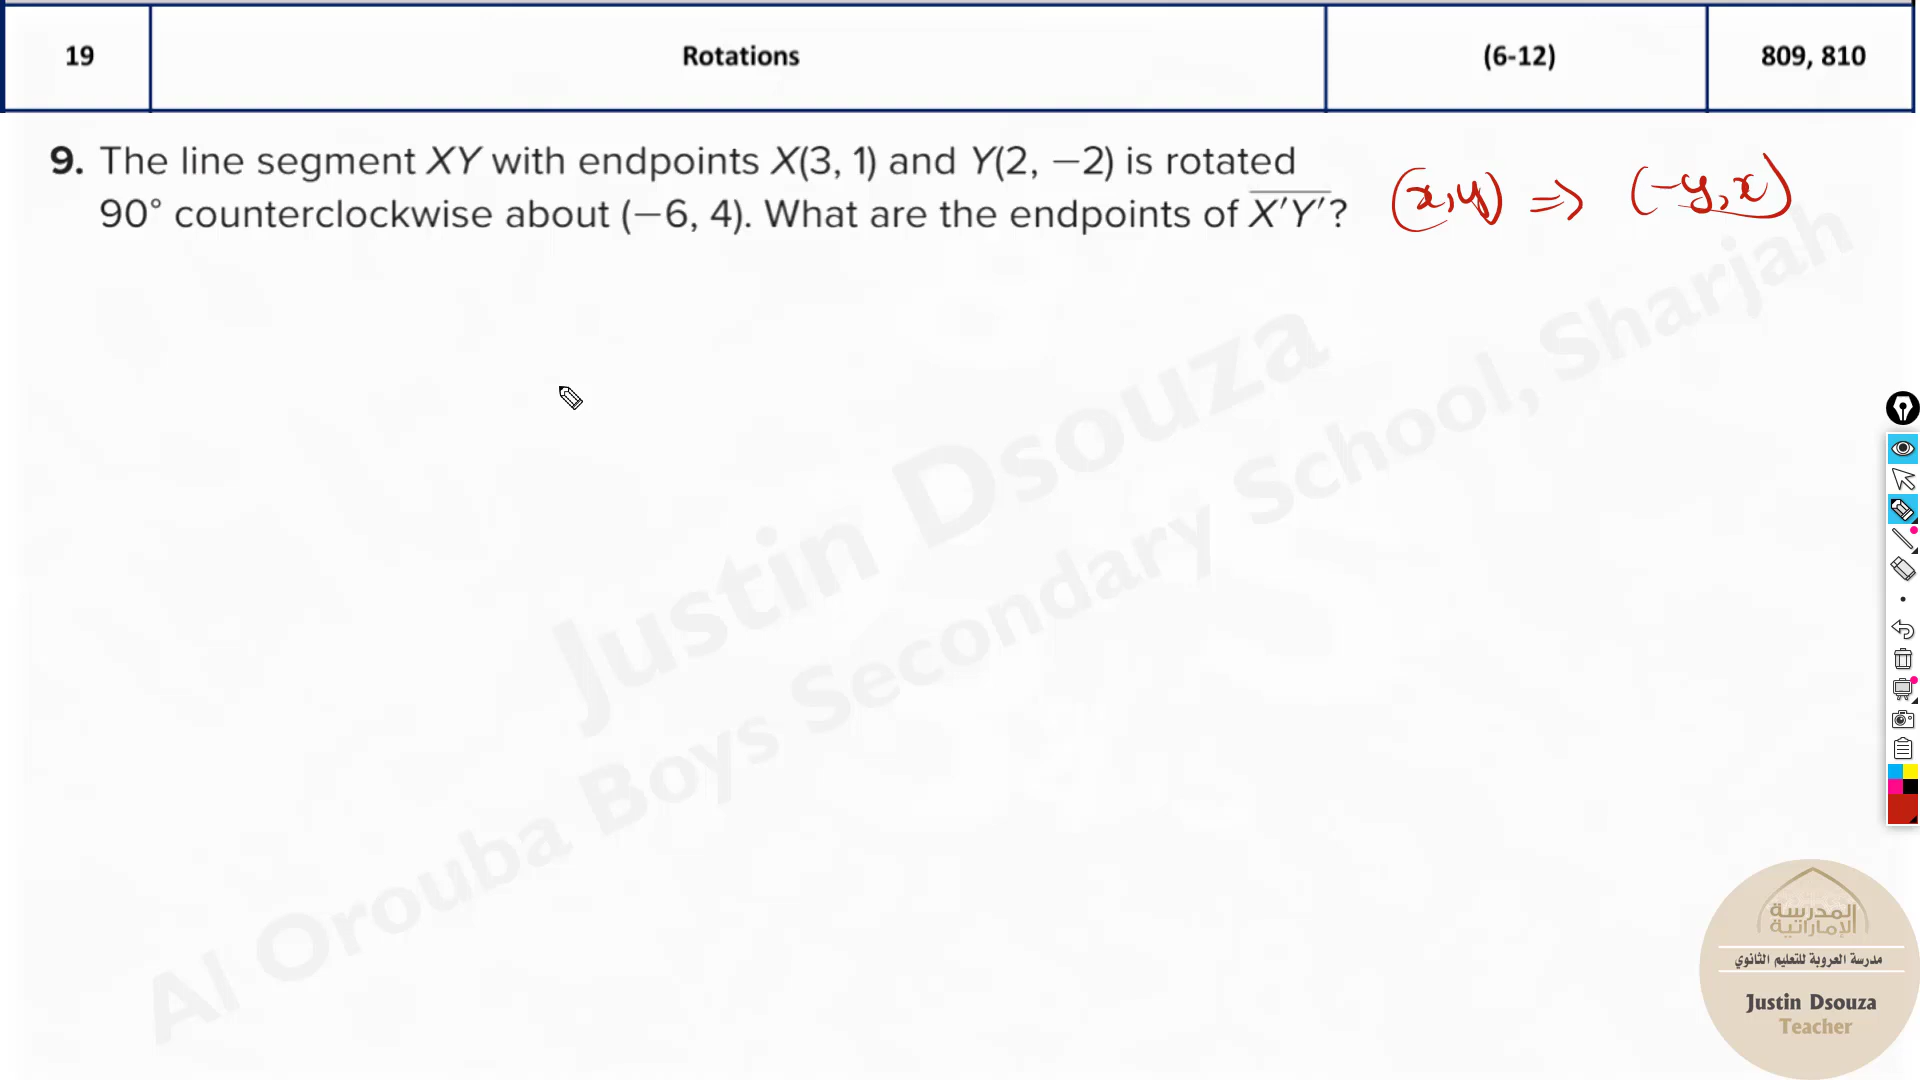 19 Rotations (6-12) 809, 810
9. The line segment XY with endpoints X(3, 1) and Y(2, −2) is rotated
90° counterclockwise about (−6, 4). What are the endpoints of X′Y′?
(x,y) ⇒ (-y,x)
Justin Dsouza
Al Orouba Boys Secondary School, Sharjah
المدرسة
الإماراتية
مدرسة العروبة للتعليم الثانوي
Justin Dsouza
Teacher